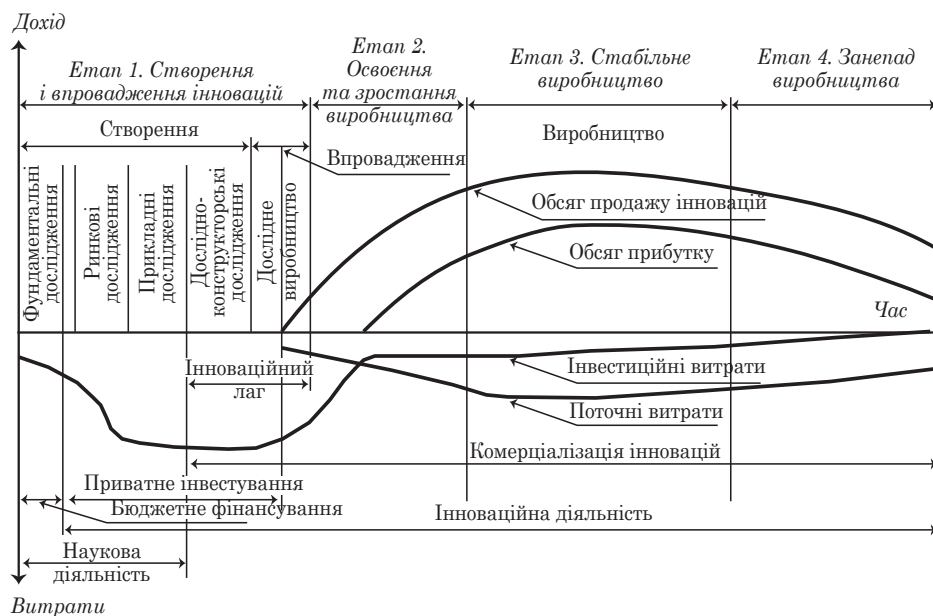 Дохід
Етап 1. Створення
і впровадження інновацій
Етап 2.
Освоєння
та зростання
виробництва
Етап 3. Стабільне
виробництво
Етап 4. Занепад
виробництва
Створення
Впровадження
Виробництво
Фундаментальні
дослідження
Ринкові
дослідження
Прикладні
дослідження
Дослідно-
конструкторські
дослідження
Дослідне
виробництво
Обсяг продажу інновацій
Обсяг прибутку
Час
Інноваційний
лаг
Інвестиційні витрати
Поточні витрати
Комерціалізація інновацій
Приватне інвестування
Бюджетне фінансування
Інноваційна діяльність
Наукова
діяльність
Витрати